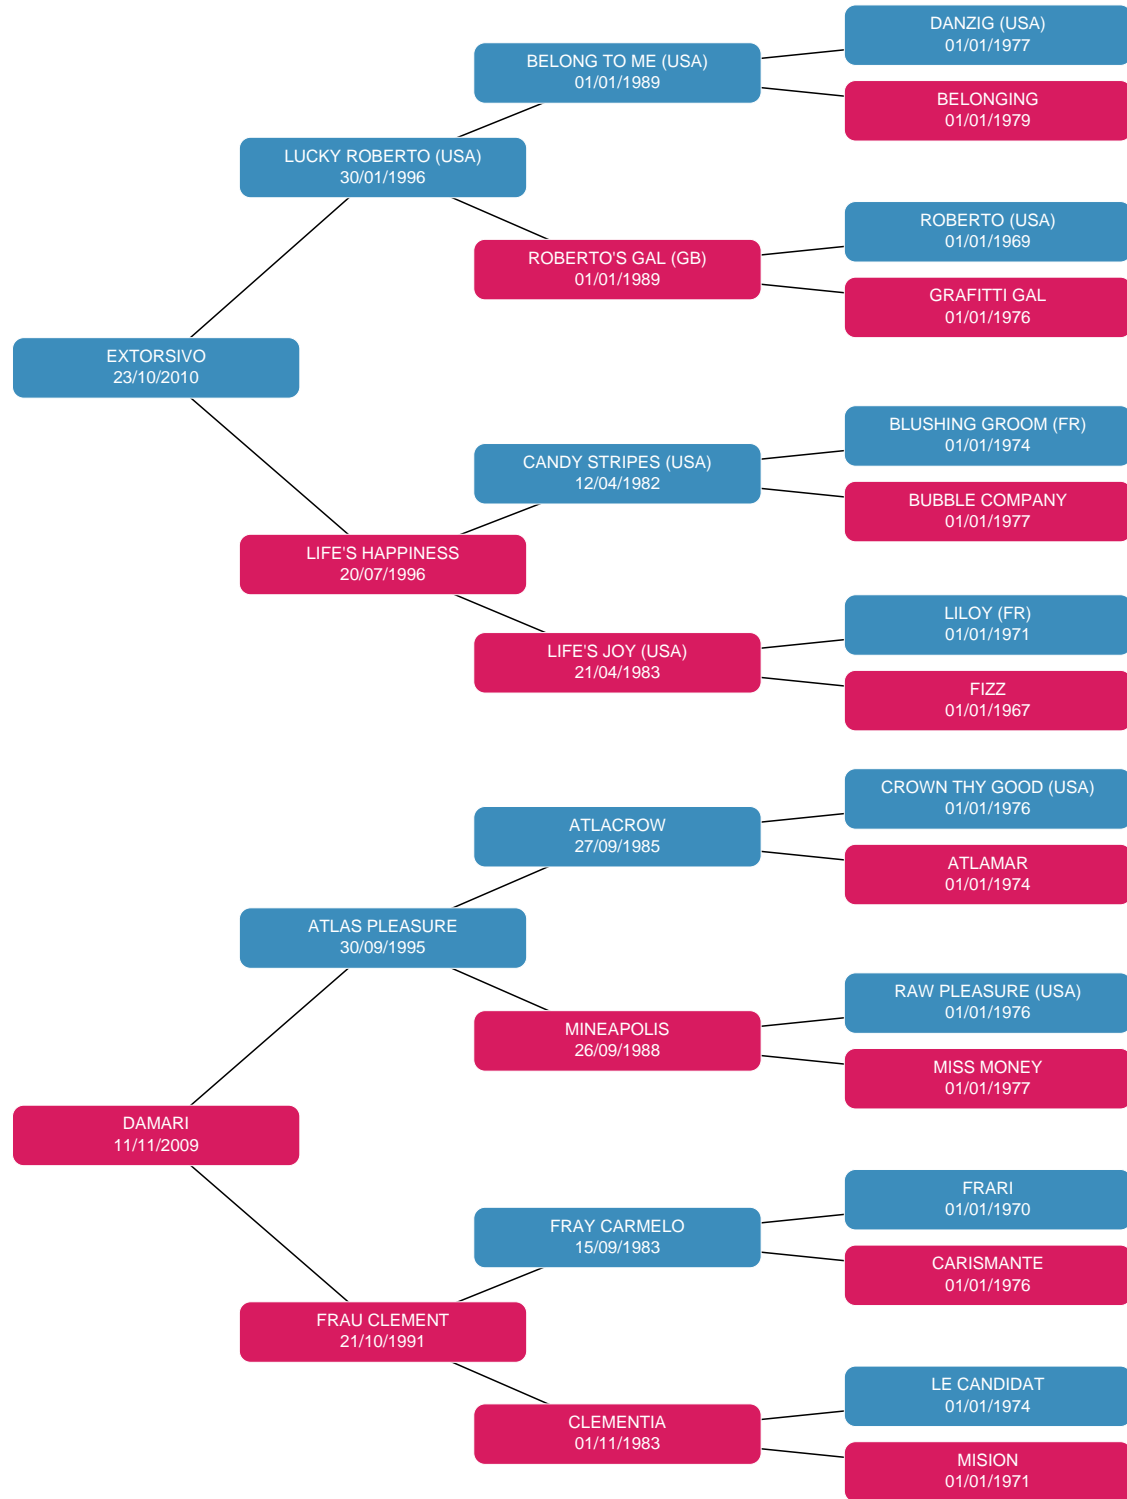 DANZIG (USA)
01/01/1977
BELONG TO ME (USA)
01/01/1989
BELONGING
01/01/1979
LUCKY ROBERTO (USA)
30/01/1996
ROBERTO (USA)
01/01/1969
ROBERTO'S GAL (GB)
01/01/1989
GRAFITTI GAL
01/01/1976
EXTORSIVO
23/10/2010
BLUSHING GROOM (FR)
01/01/1974
CANDY STRIPES (USA)
12/04/1982
BUBBLE COMPANY
01/01/1977
LIFE'S HAPPINESS
20/07/1996
LILOY (FR)
01/01/1971
LIFE'S JOY (USA)
21/04/1983
FIZZ
01/01/1967
CROWN THY GOOD (USA)
01/01/1976
ATLACROW
27/09/1985
ATLAMAR
01/01/1974
ATLAS PLEASURE
30/09/1995
RAW PLEASURE (USA)
01/01/1976
MINEAPOLIS
26/09/1988
MISS MONEY
01/01/1977
DAMARI
11/11/2009
FRARI
01/01/1970
FRAY CARMELO
15/09/1983
CARISMANTE
01/01/1976
FRAU CLEMENT
21/10/1991
LE CANDIDAT
01/01/1974
CLEMENTIA
01/11/1983
MISION
01/01/1971